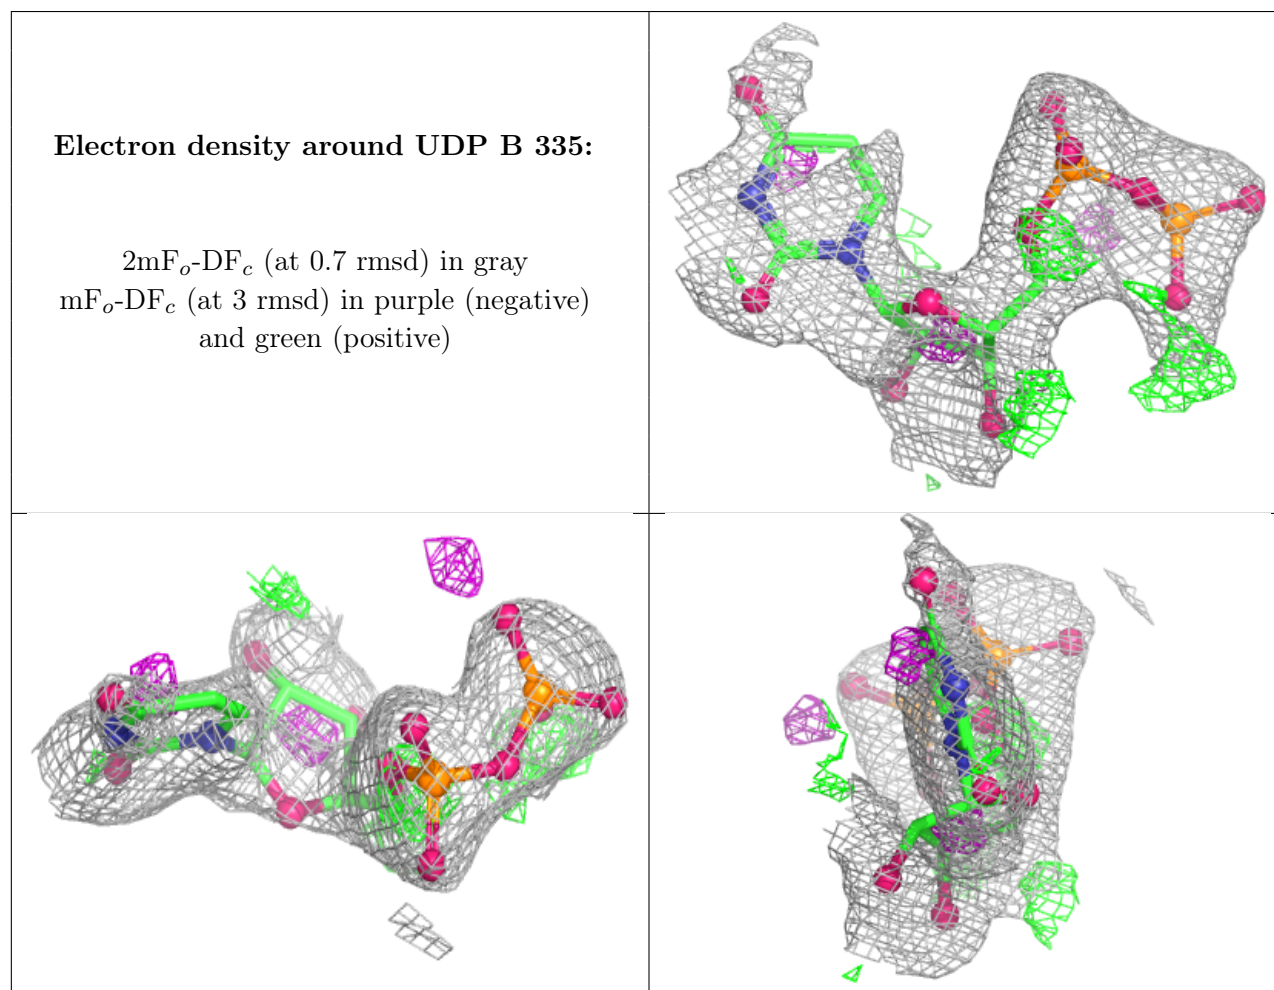 Electron density around UDP B 335:
2mFo-DFc (at 0.7 rmsd) in gray
mFo-DFc (at 3 rmsd) in purple (negative)
and green (positive)